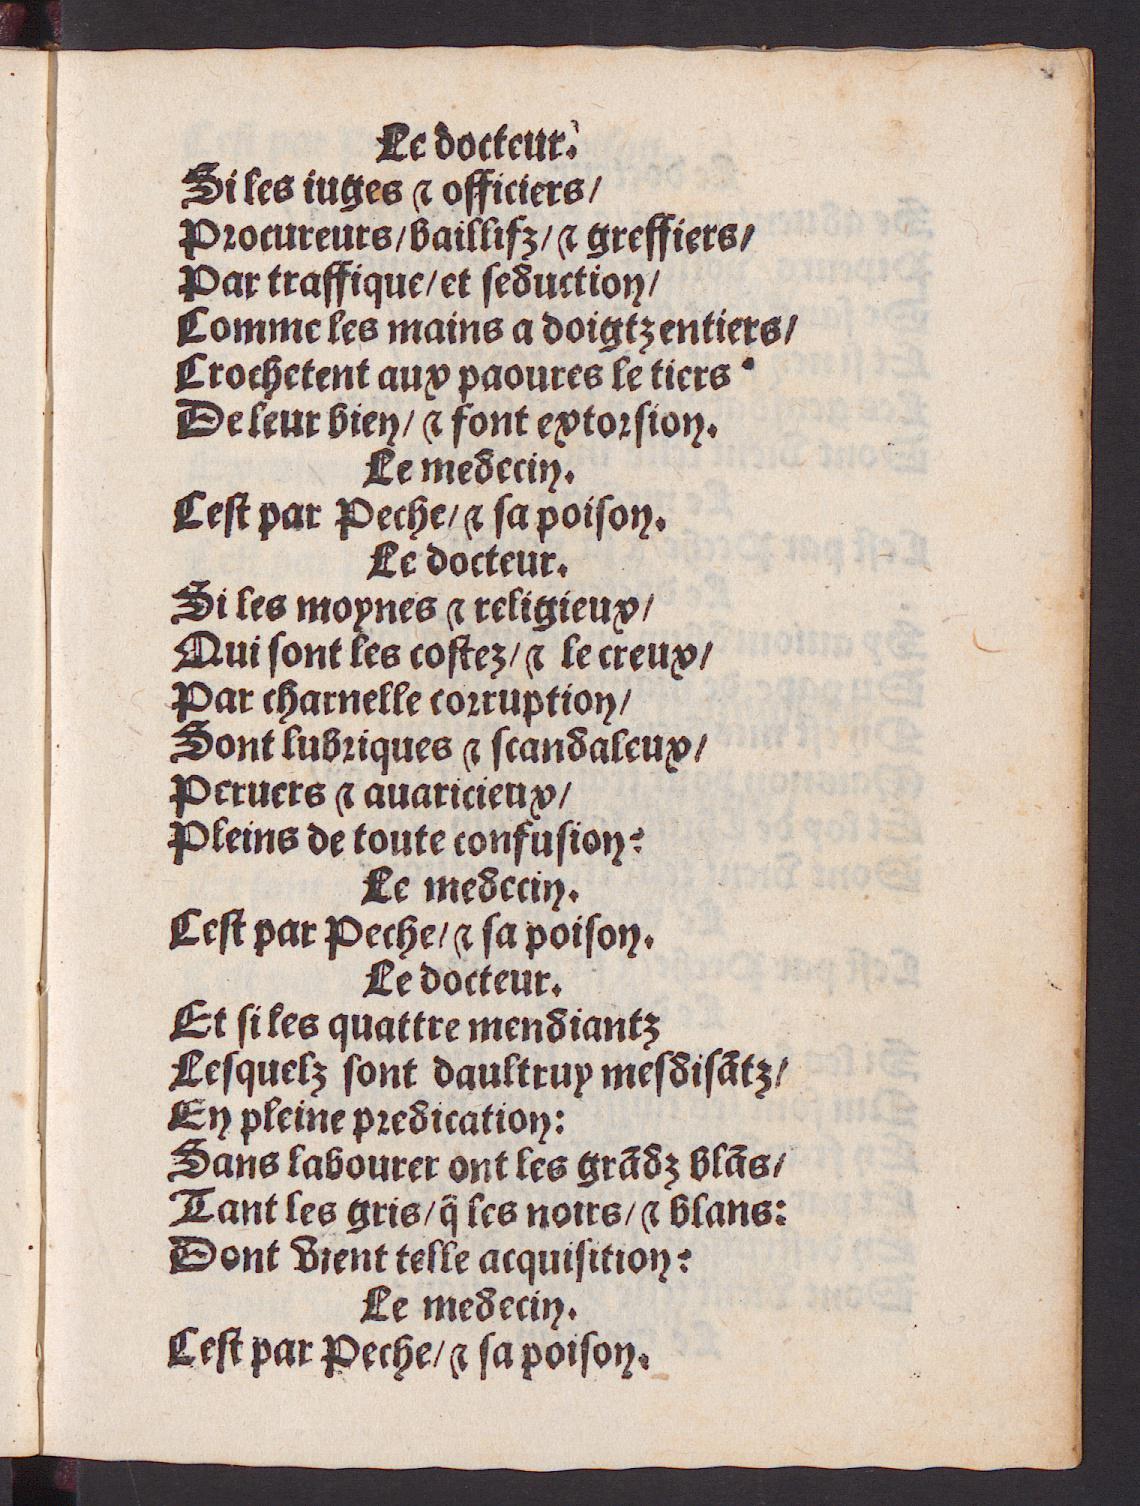 Le docteur.
Si les iuges ⁊ officiers/
Procureurs/baillifz/⁊ greffiers/
Par traffique/et seduction/
Comme les mains a doigtz entiers/
Crochetent aux paoures le tiers
De leur bien/ ⁊ font extorsion.
Le medecin.
Cest par Peche/⁊ sa poison.
Le docteur.
Si les moynes ⁊ religieux/
Qui sont les costez/⁊ le creux/
Par charnelle corruption/
Sont lubriques ⁊ scandaleux/
Peruers ⁊ auaricieux/
Pleins de toute confusion:
Le medecin.
Cest par Peche/⁊ sa poison.
Le docteur.
Et si les quattre mendiantz
Lesquelz sont daultruy mesdisãtz/
En pleine predication:
Sans labourer ont les grãdz blãs/
Tant les gris/q̃ les noirs/⁊ blans:
Dont vient telle acquisition:
Le medecin.
Cest par Peche/⁊ sa poison.